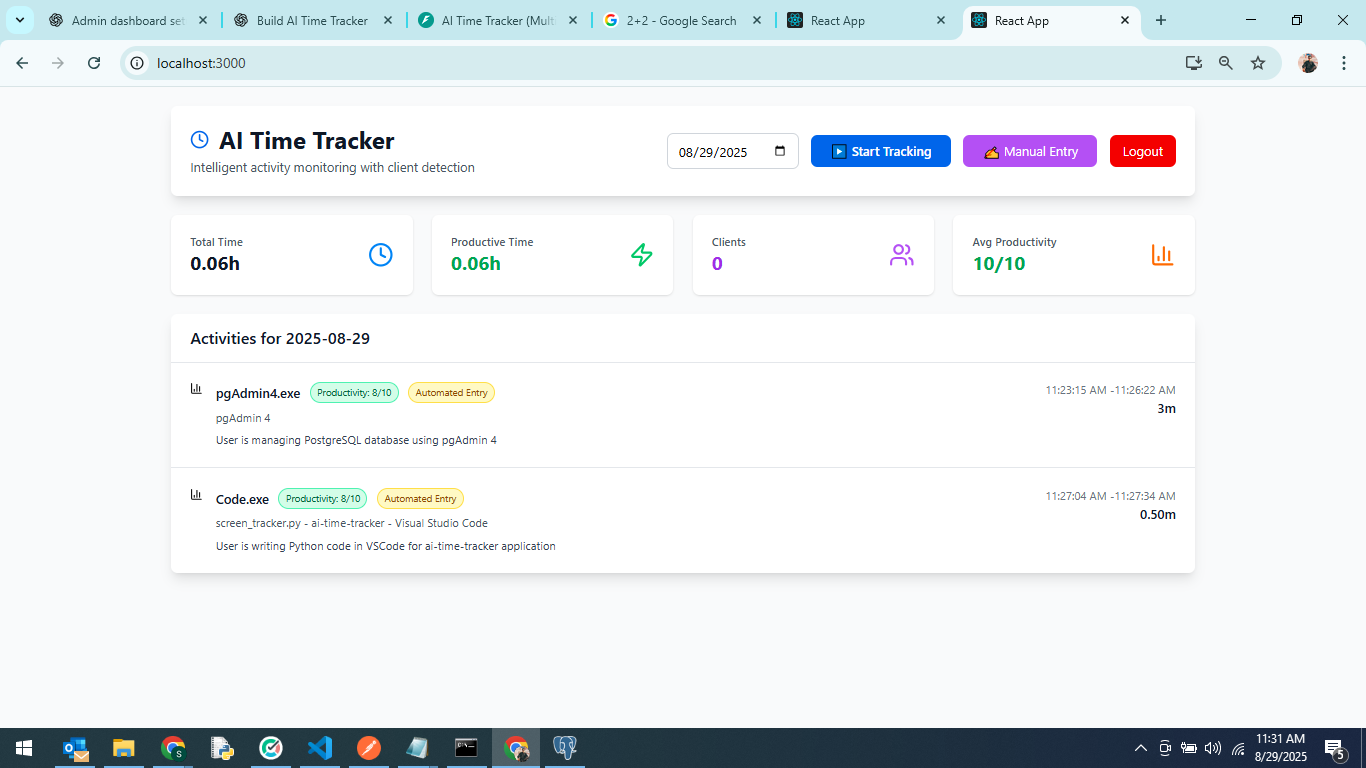 Admin dashboard set
Build AI Time Tracker
AI Time Tracker (Mult
2+2 - Google Search
React App
React App
localhost:3000
AI Time Tracker
Intelligent activity monitoring with client detection
08/29/2025
Start Tracking
Manual Entry
Logout
Total Time
0.06h
Productive Time
0.06h
Clients
0
Avg Productivity
10/10
Activities for 2025-08-29
pgAdmin4.exe Productivity: 8/10 Automated Entry 11:23:15 AM -11:26:22 AM
3m
pgAdmin 4
User is managing PostgreSQL database using pgAdmin 4
Code.exe Productivity: 8/10 Automated Entry 11:27:04 AM -11:27:34 AM
0.50m
screen_tracker.py - ai-time-tracker - Visual Studio Code
User is writing Python code in VSCode for ai-time-tracker application
S
11:31 AM
8/29/2025
5